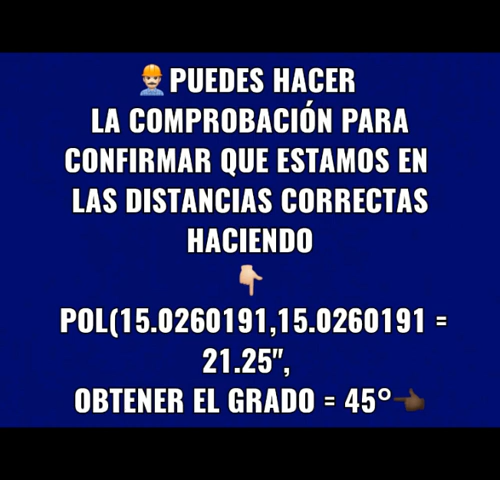 👷🏻‍♂️PUEDES HACER
LA COMPROBACIÓN PARA
CONFIRMAR QUE ESTAMOS EN
LAS DISTANCIAS CORRECTAS
HACIENDO
👇🏻
POL(15.0260191,15.0260191 =
21.25",
OBTENER EL GRADO = 45°👈🏿